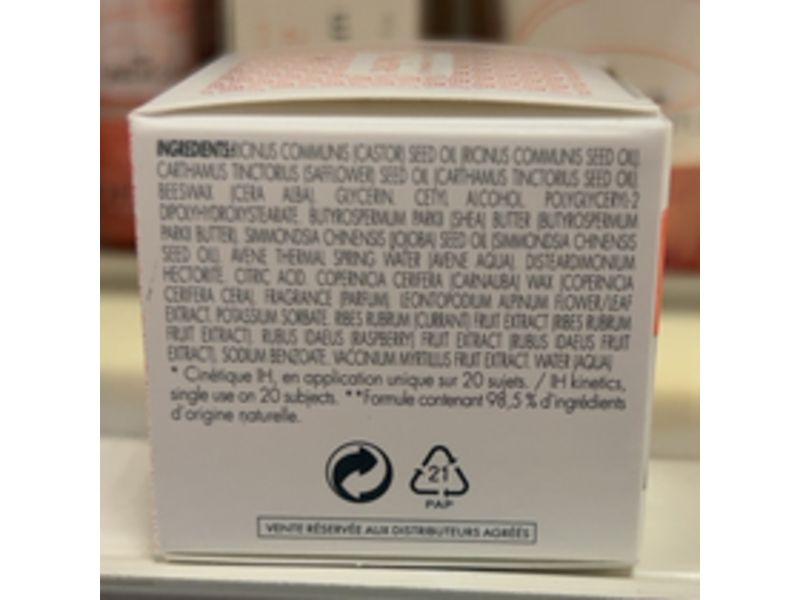 INGREDIENTS: RICINUS COMMUNIS (CASTOR) SEED OIL (RICINUS COMMUNIS SEED OIL),
CARTHAMUS TINCTORIUS (SAFFLOWER) SEED OIL (CARTHAMUS TINCTORIUS SEED OIL),
BEESWAX (CERA ALBA), GLYCERIN, CETYL ALCOHOL, POLYGLYCERYL-2
DIPOLYHYDROXYSTEARATE, BUTYROSPERMUM PARKII (SHEA) BUTTER (BUTYROSPERMUM
PARKII BUTTER), SIMMONDSIA CHINENSIS (JOJOBA) SEED OIL (SIMMONDSIA CHINENSIS
SEED OIL), AVENE THERMAL SPRING WATER (AVENE AQUA), DISTEARDIMONIUM
HECTORITE, CITRIC ACID, COPERNICIA CERIFERA (CARNAUBA) WAX (COPERNICIA
CERIFERA CERA), FRAGRANCE (PARFUM), LEONTOPODIUM ALPINUM FLOWER/LEAF
EXTRACT, POTASSIUM SORBATE, RIBES RUBRUM (CURRANT) FRUIT EXTRACT (RIBES RUBRUM
FRUIT EXTRACT), RUBUS IDAEUS (RASPBERRY) FRUIT EXTRACT (RUBUS IDAEUS FRUIT
EXTRACT), SODIUM BENZOATE, VACCINIUM MYRTILLUS FRUIT EXTRACT, WATER (AQUA)
* Cinétique IH, en application unique sur 20 sujets. / IH kinetics,
single use on 20 subjects. **Formule contenant 98,5 % d'ingrédients
d'origine naturelle.
21
PAP
VENTE RÉSERVÉE AUX DISTRIBUTEURS AGRÉÉS